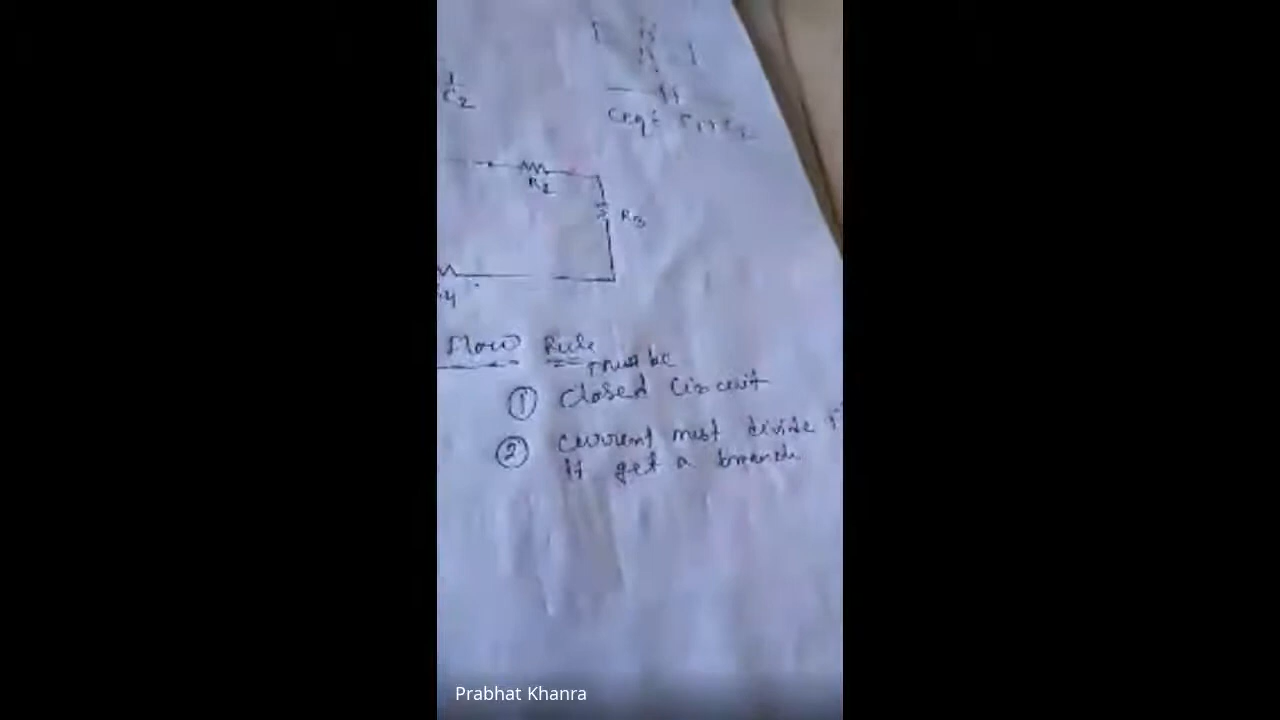 1
C2
Ceq =
R2
R3
Flow Rule
must be
① closed Circuit
② current must divide if
it get a branch
Prabhat Khanra